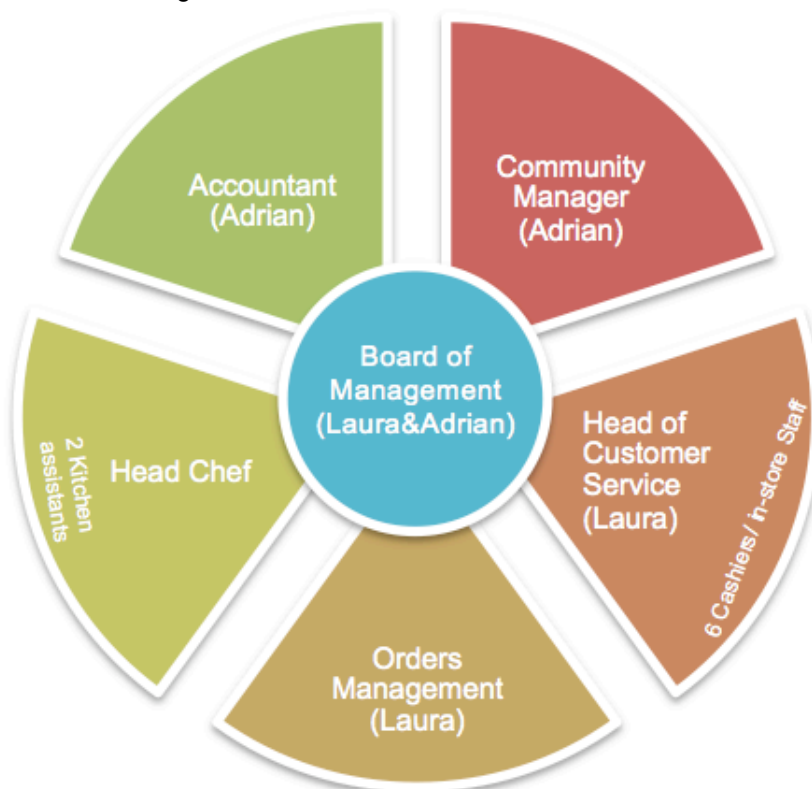 Accountant
(Adrian)
Community
Manager
(Adrian)
Board of
Management
(Laura&Adrian)
Head of
Customer
Service
(Laura)
6 Cashiers / in-store Staff
Head Chef
2 Kitchen
assistants
Orders
Management
(Laura)